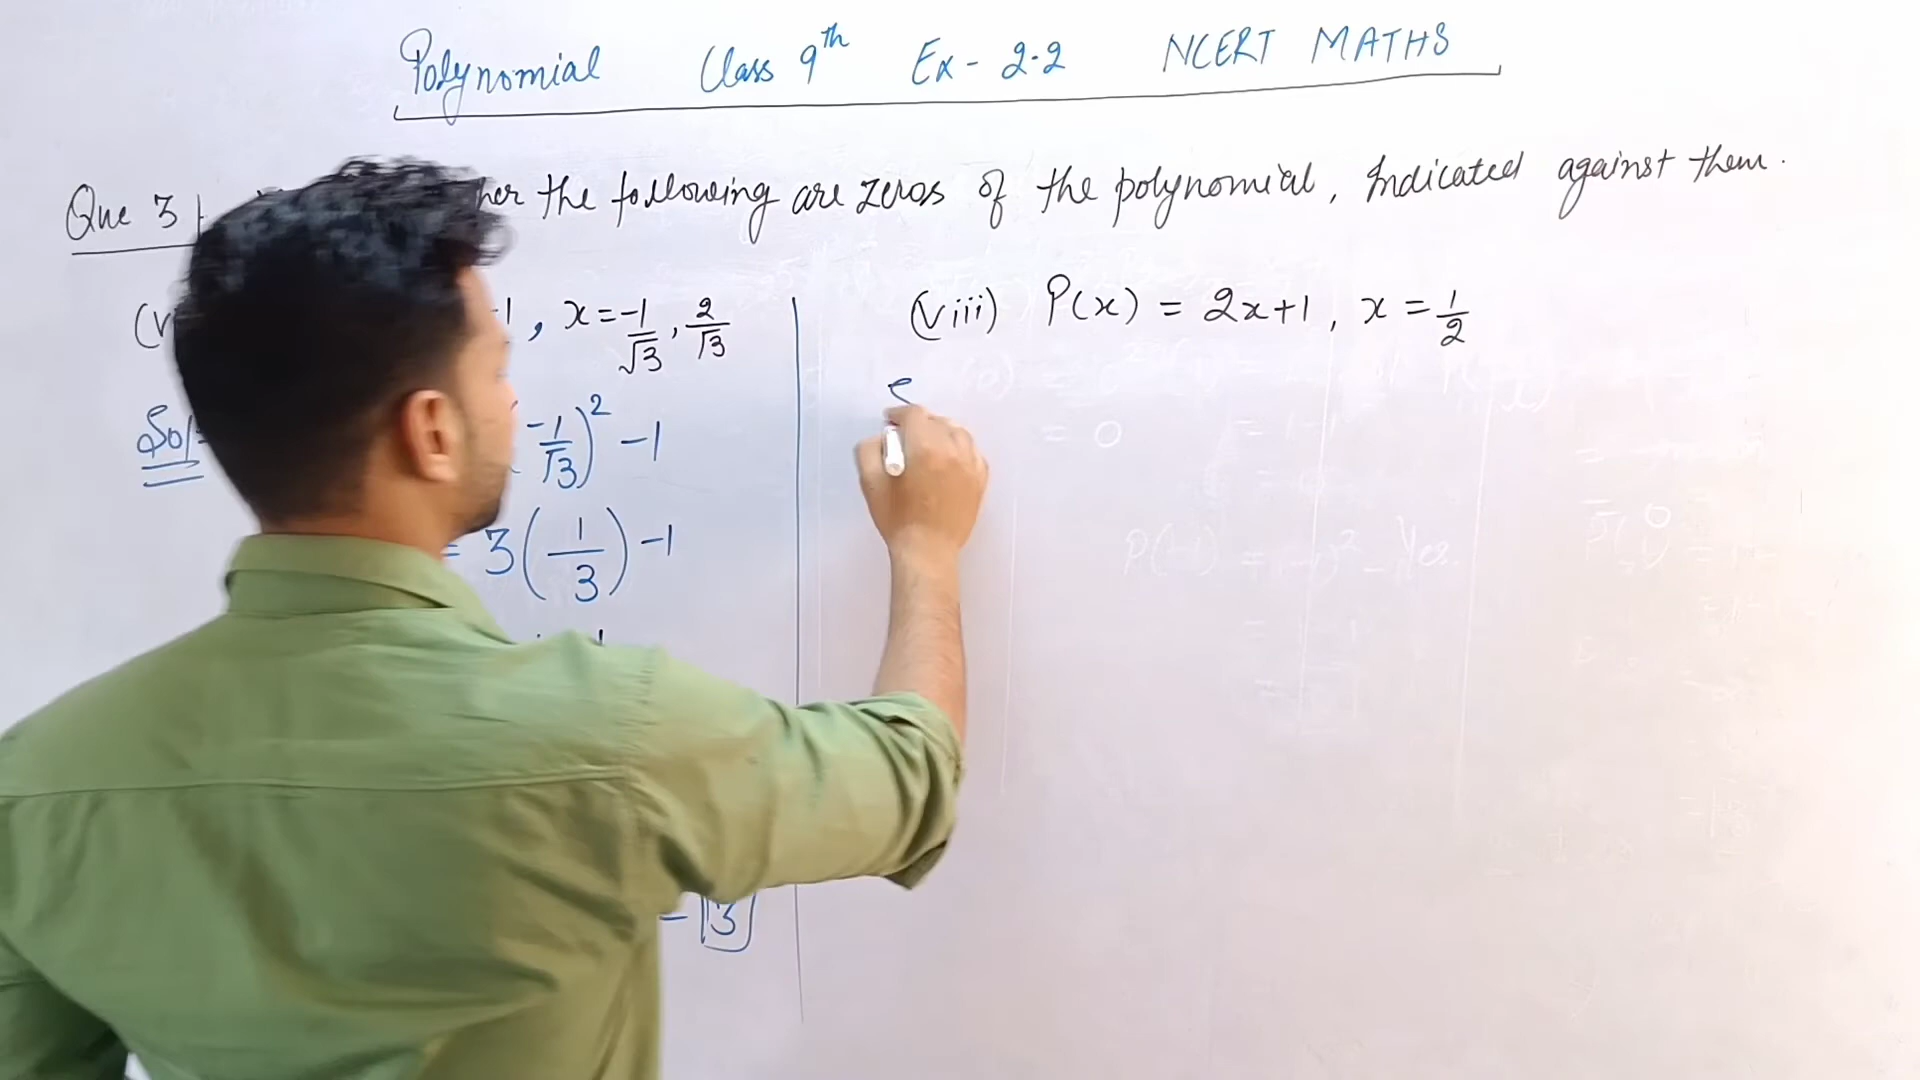 Polynomial Class 9th Ex- 2.2 NCERT MATHS
Que 3 the following are zeros of the polynomial, Indicated against them.
-1, x = -1/√3, 2/√3
Sol (-1/√3)² -1
= 3(1/3) -1
- 3
(viii) P(x) = 2x+1, x = 1/2